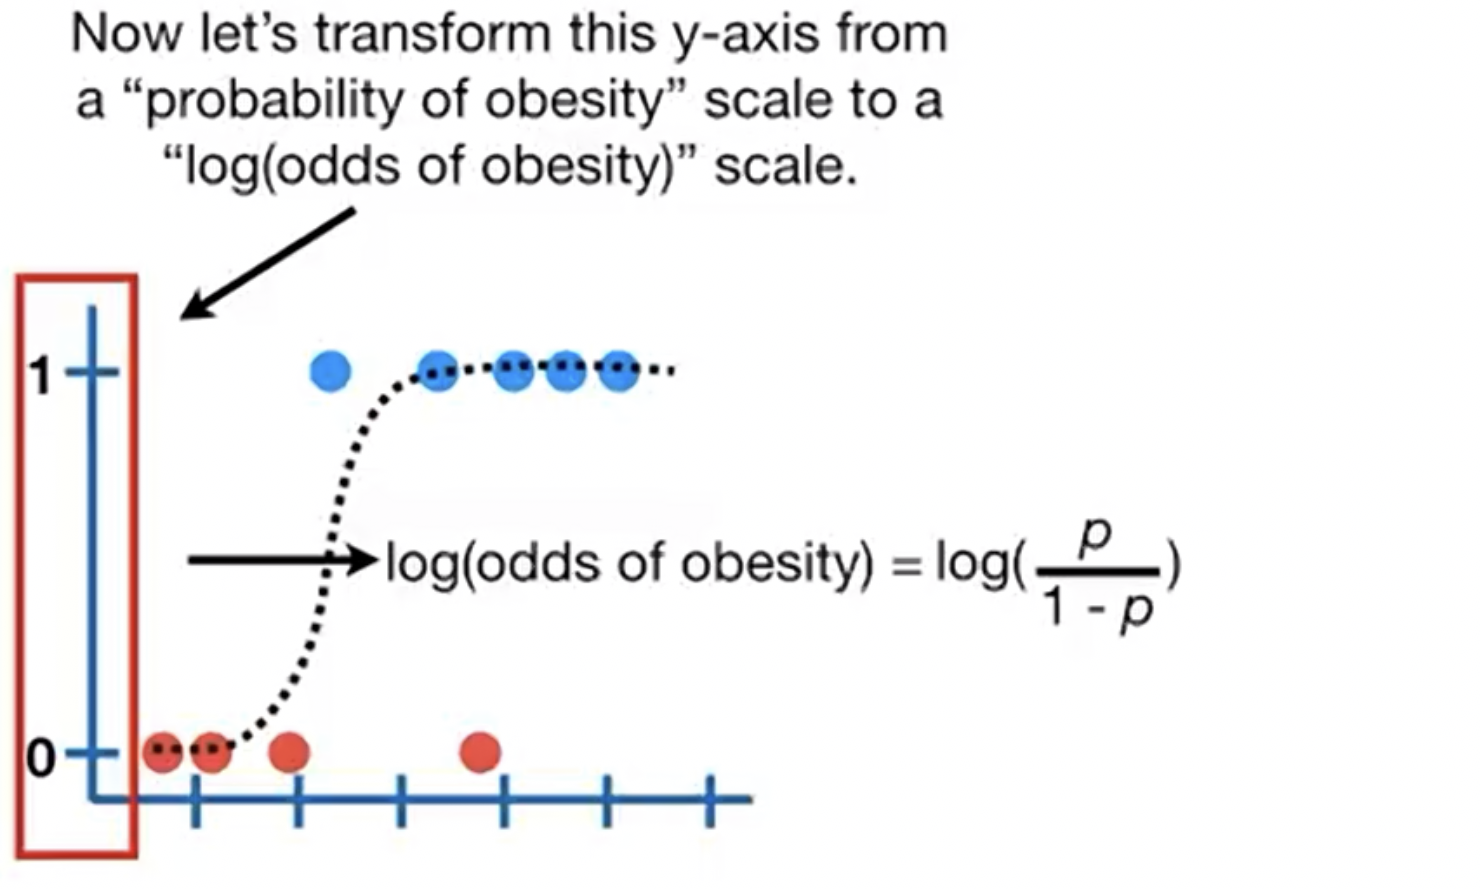 Now let’s transform this y-axis from
a “probability of obesity” scale to a
“log(odds of obesity)” scale.
1
log(odds of obesity) = log(p / 1 - p)
0